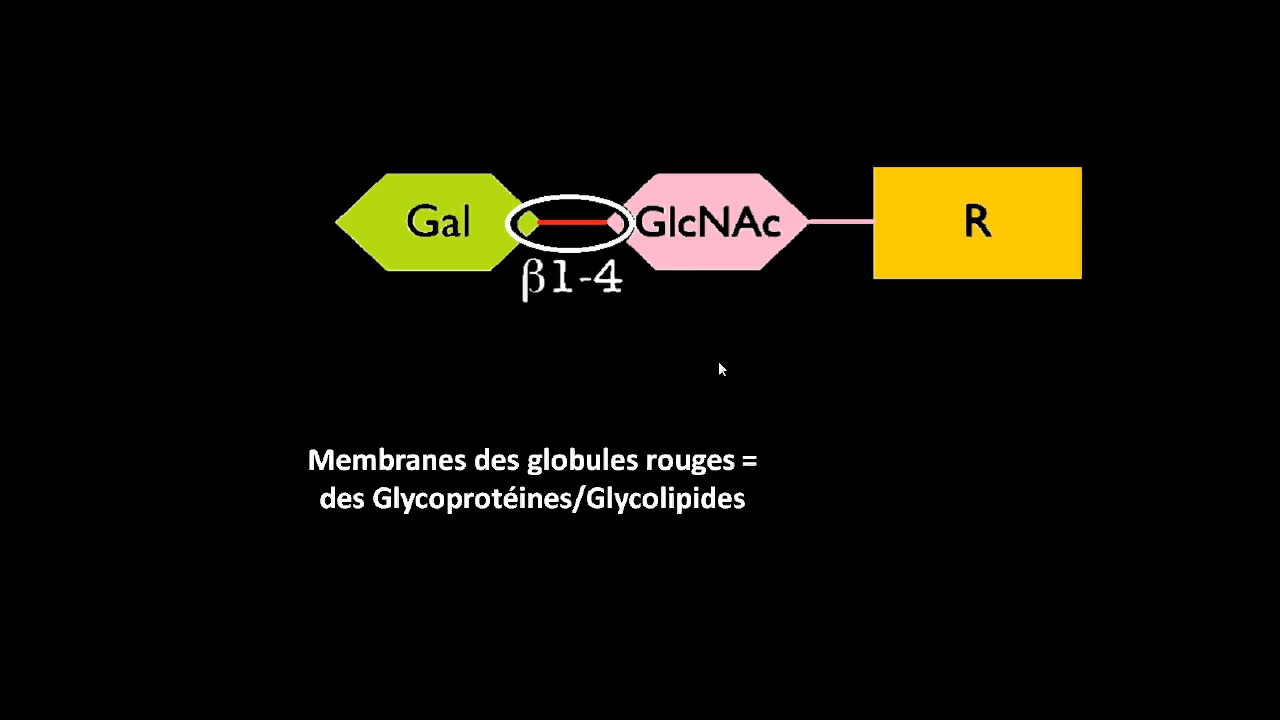 Gal
GlcNAc
R
β1-4
Membranes des globules rouges =
des Glycoprotéines/Glycolipides